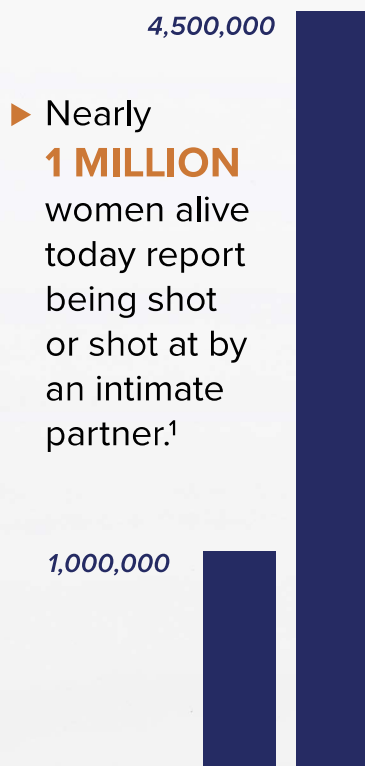 4,500,000
▶ Nearly
1 MILLION
women alive
today report
being shot
or shot at by
an intimate
partner.¹
1,000,000